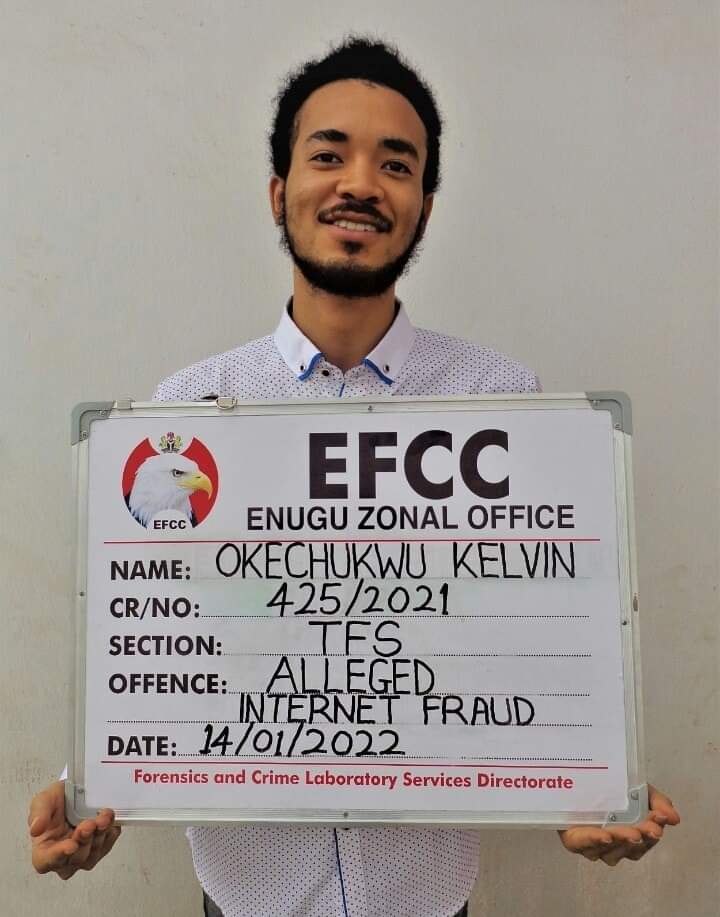 EFCC
EFCC
ENUGU ZONAL OFFICE
NAME: OKECHUKWU KELVIN
CR/NO: 425/2021
SECTION: TFS
OFFENCE: ALLEGED
INTERNET FRAUD
DATE: 14/01/2022
Forensics and Crime Laboratory Services Directorate